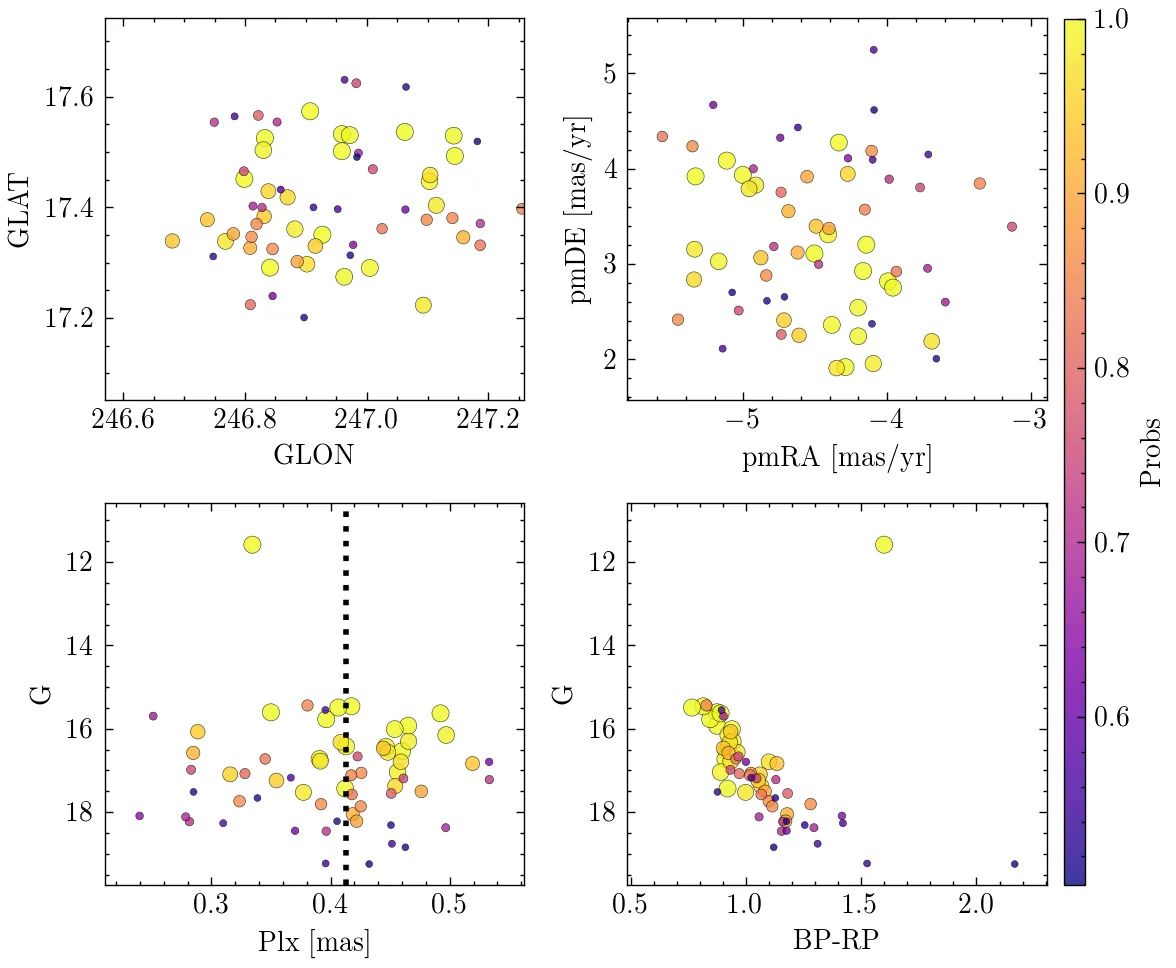 17.6
17.4
17.2
GLAT
246.6 246.8 247.0 247.2
GLON
5
4
3
2
pmDE [mas/yr]
−5 −4 −3
pmRA [mas/yr]
1.0
0.9
0.8
0.7
0.6
Probs
12
14
16
18
G
0.3 0.4 0.5
Plx [mas]
12
14
16
18
G
0.5 1.0 1.5 2.0
BP-RP